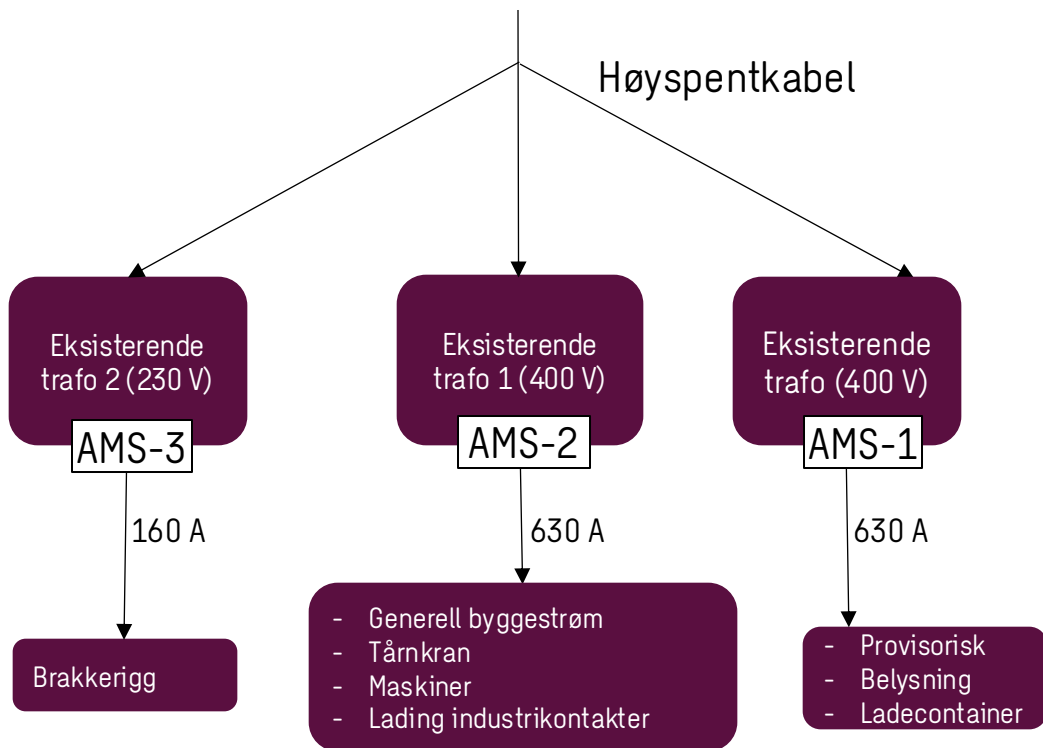 Høyspentkabel
Eksisterende
trafo 2 (230 V)
AMS-3
Eksisterende
trafo 1 (400 V)
AMS-2
Eksisterende
trafo (400 V)
AMS-1
160 A
630 A
630 A
Brakkerigg
- Generell byggestrøm
- Tårnkran
- Maskiner
- Lading industrikontakter
- Provisorisk
- Belysning
- Ladecontainer